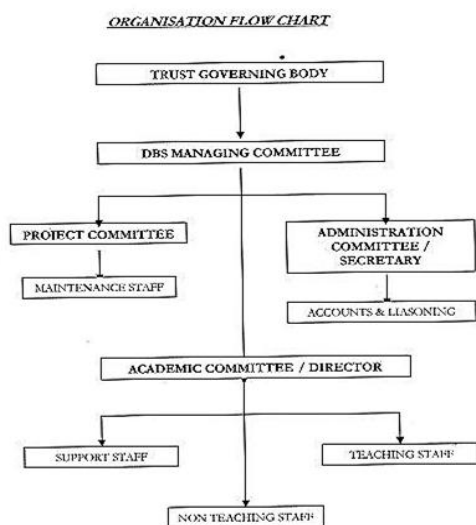 ORGANISATION FLOW CHART
TRUST GOVERNING BODY
DBS MANAGING COMMITTEE
PROJECT COMMITTEE
ADMINISTRATION
COMMITTEE /
SECRETARY
MAINTENANCE STAFF
ACCOUNTS & LIASONING
ACADEMIC COMMITTEE / DIRECTOR
SUPPORT STAFF
TEACHING STAFF
NON TEACHING STAFF